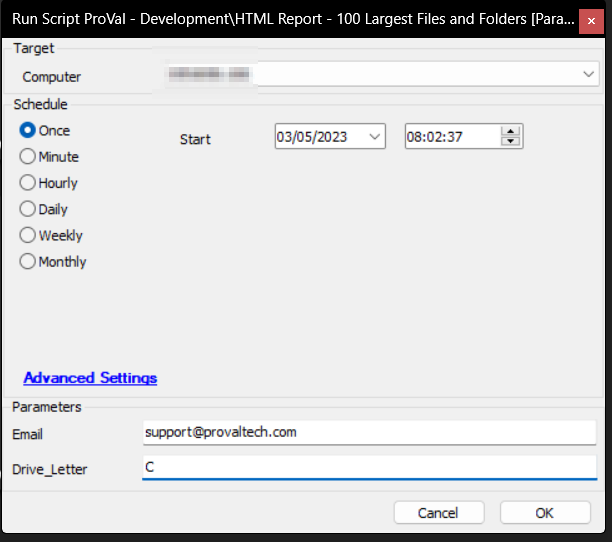 Run Script ProVal - Development\HTML Report - 100 Largest Files and Folders [Para...
Target
Computer
Schedule
Once
Start
03/05/2023
08:02:37
Minute
Hourly
Daily
Weekly
Monthly
Advanced Settings
Parameters
Email
support@provaltech.com
Drive_Letter
C
Cancel
OK